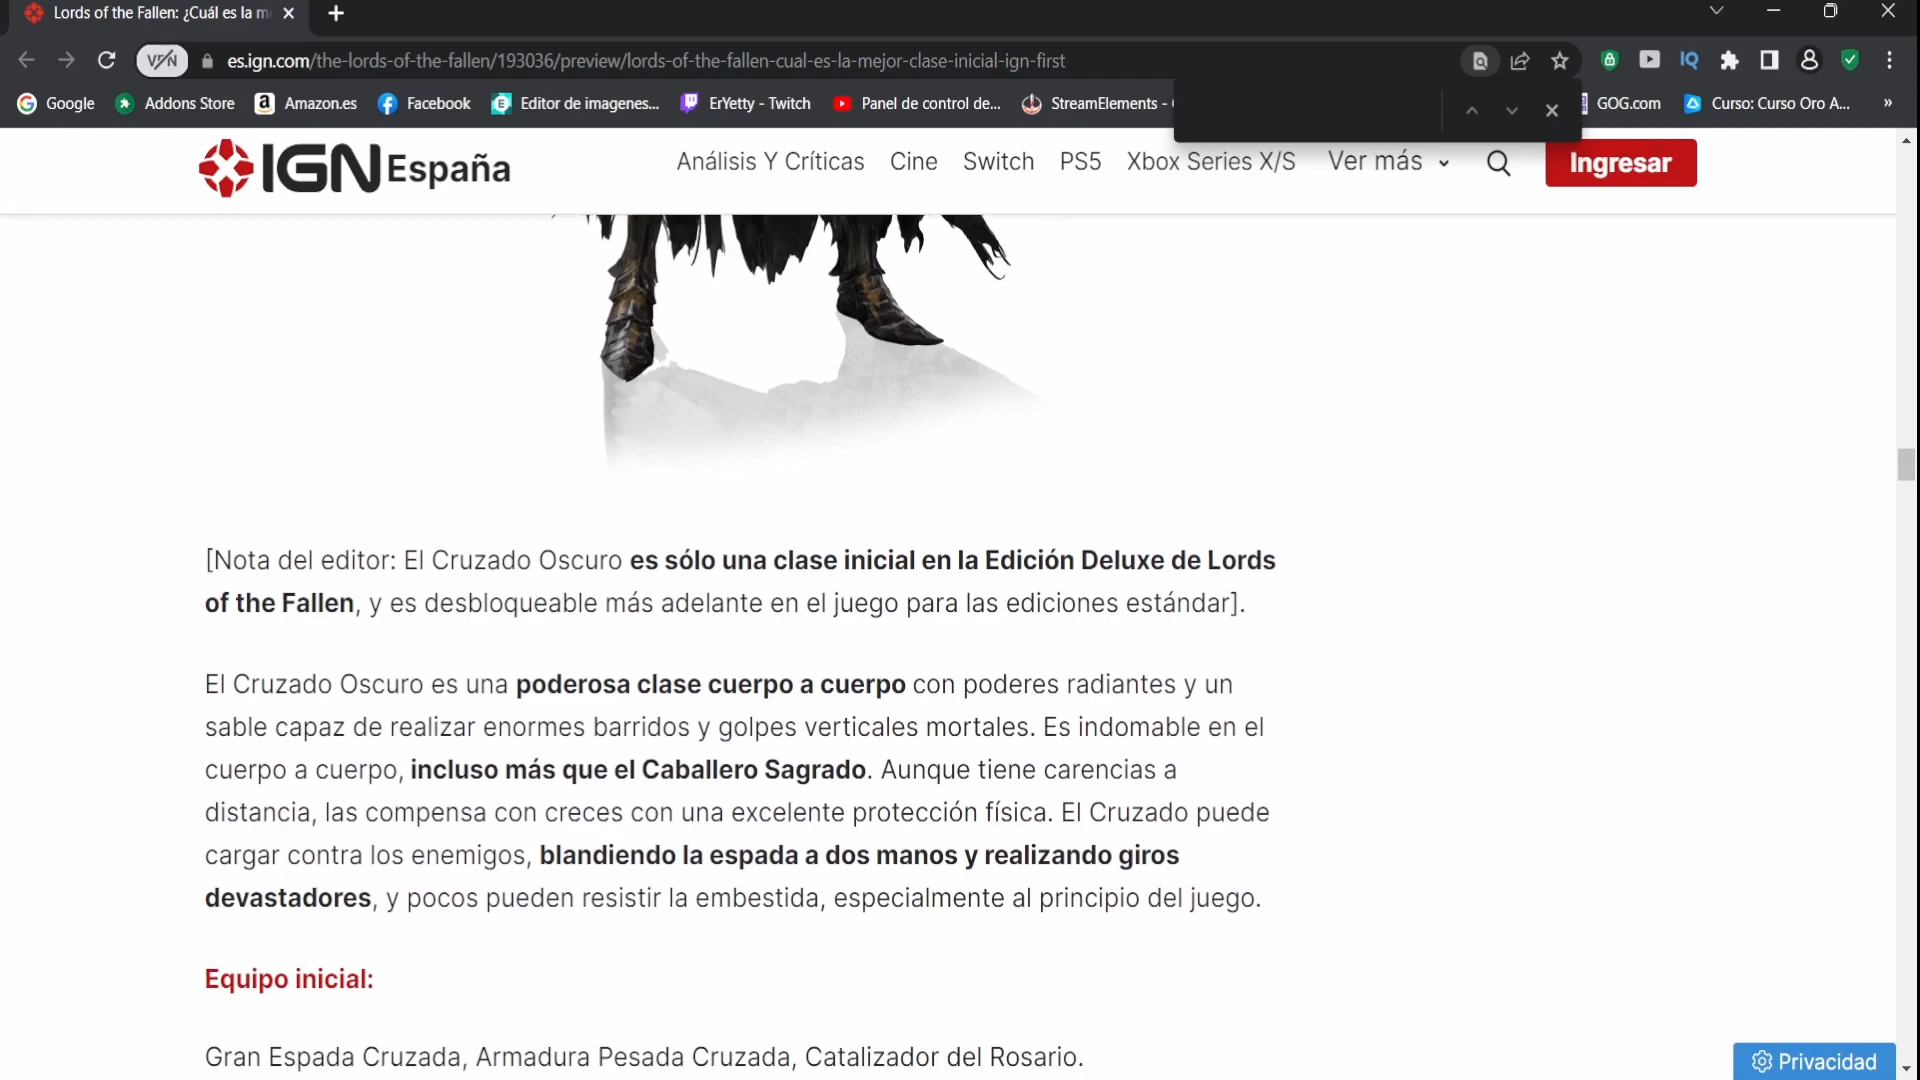 Lords of the Fallen: ¿Cuál es la m
VPN
es.ign.com/the-lords-of-the-fallen/193036/preview/lords-of-the-fallen-cual-es-la-mejor-clase-inicial-ign-first
IQ
Google
Addons Store
Amazon.es
Facebook
Editor de imagenes...
ErYetty - Twitch
Panel de control de...
StreamElements -
GOG.com
Curso: Curso Oro A...
»
IGN España
Análisis Y Críticas
Cine
Switch
PS5
Xbox Series X/S
Ver más
Ingresar
[Nota del editor: El Cruzado Oscuro es sólo una clase inicial en la Edición Deluxe de Lords
of the Fallen, y es desbloqueable más adelante en el juego para las ediciones estándar].
El Cruzado Oscuro es una poderosa clase cuerpo a cuerpo con poderes radiantes y un
sable capaz de realizar enormes barridos y golpes verticales mortales. Es indomable en el
cuerpo a cuerpo, incluso más que el Caballero Sagrado. Aunque tiene carencias a
distancia, las compensa con creces con una excelente protección física. El Cruzado puede
cargar contra los enemigos, blandiendo la espada a dos manos y realizando giros
devastadores, y pocos pueden resistir la embestida, especialmente al principio del juego.
Equipo inicial:
Gran Espada Cruzada, Armadura Pesada Cruzada, Catalizador del Rosario.
Privacidad